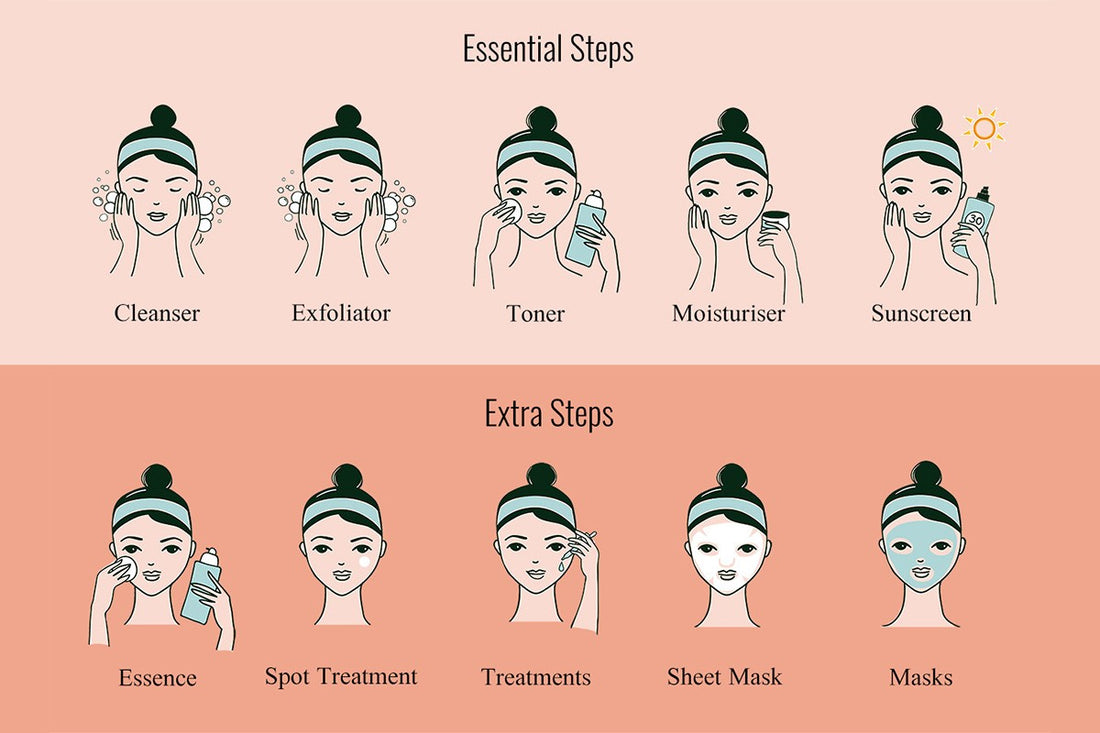 Essential Steps
30
Cleanser
Exfoliator
Toner
Moisturiser
Sunscreen
Extra Steps
Essence
Spot Treatment
Treatments
Sheet Mask
Masks